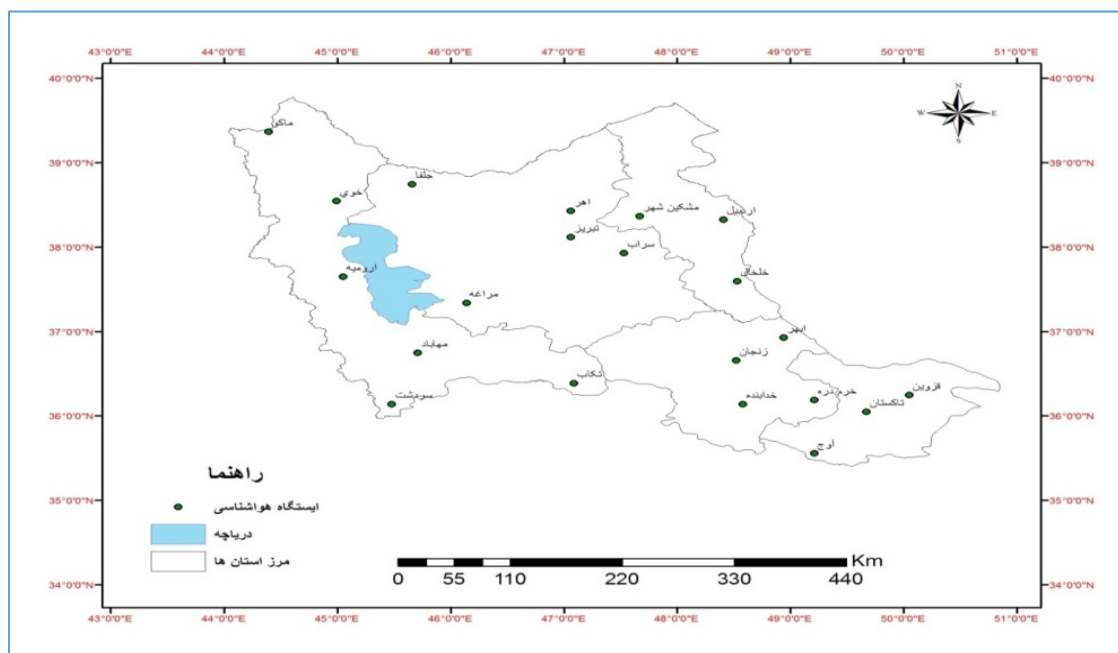 43°0'0"E 44°0'0"E 45°0'0"E 46°0'0"E 47°0'0"E 48°0'0"E 49°0'0"E 50°0'0"E 51°0'0"E
40°0'0"N 40°0'0"N
N
W E
S
ماکو
39°0'0"N 39°0'0"N
جلفا
خوی
اهر
مشکین شهر
اردبیل
تبریز
38°0'0"N 38°0'0"N
سراب
ارومیه
خلخال
مراغه
37°0'0"N 37°0'0"N
ابهر
مهاباد
زنجان
تکاب
قزوین
سردشت
خدابنده
خرم دره
تاکستان
36°0'0"N 36°0'0"N
آوج
راهنما
35°0'0"N 35°0'0"N
ایستگاه هواشناسی
دریاچه
مرز استان ها
Km
0 55 110 220 330 440
34°0'0"N 34°0'0"N
43°0'0"E 44°0'0"E 45°0'0"E 46°0'0"E 47°0'0"E 48°0'0"E 49°0'0"E 50°0'0"E 51°0'0"E